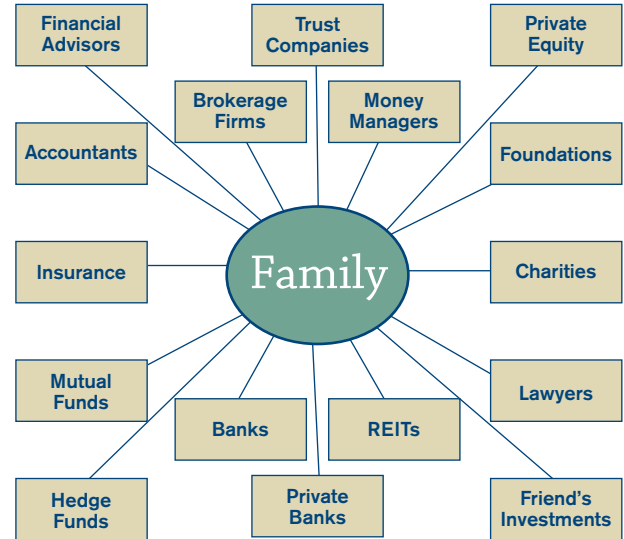 Financial
Advisors
Trust
Companies
Private
Equity
Brokerage
Firms
Money
Managers
Accountants
Foundations
Insurance
Family
Charities
Mutual
Funds
Lawyers
Banks
REITs
Hedge
Funds
Private
Banks
Friend's
Investments